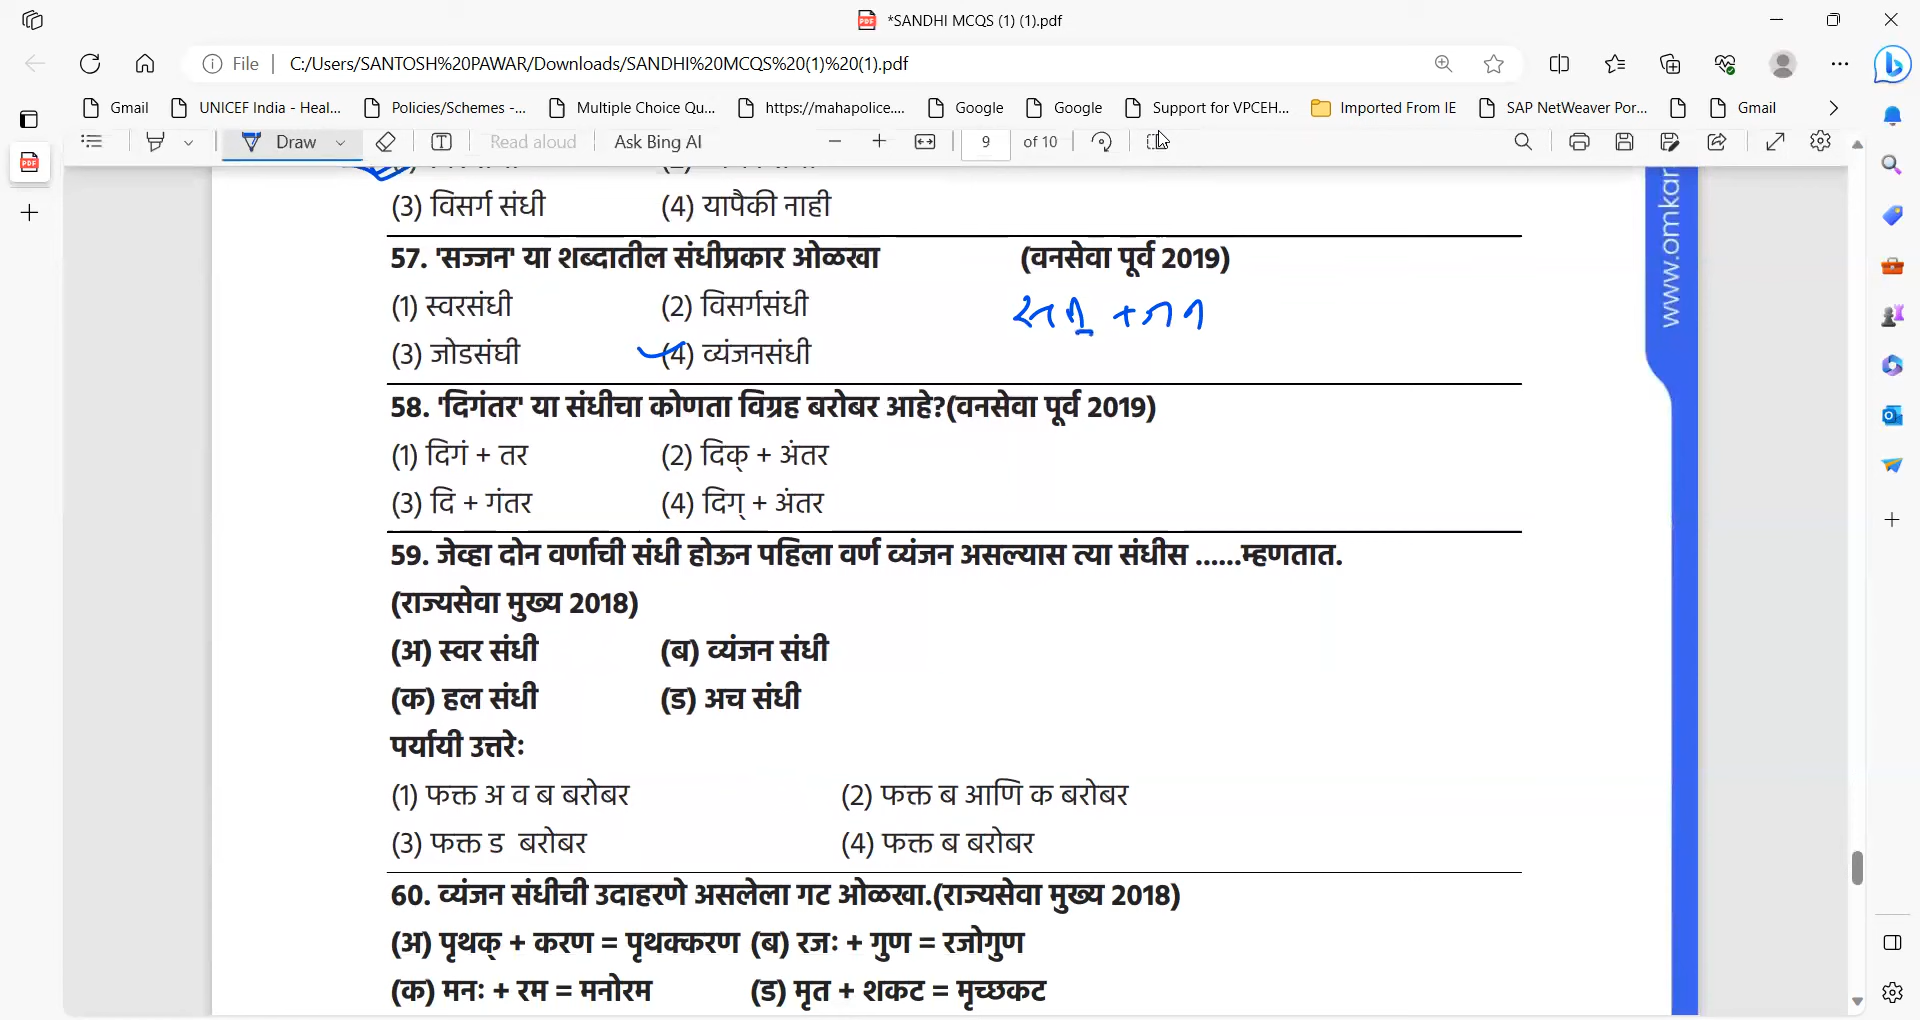 *SANDHI MCQS (1) (1).pdf
File | C:/Users/SANTOSH%20PAWAR/Downloads/SANDHI%20MCQS%20(1)%20(1).pdf
Gmail UNICEF India - Heal... Policies/Schemes -... Multiple Choice Qu... https://mahapolice.... Google Google Support for VPCEH... Imported From IE SAP NetWeaver Por... Gmail
Draw Read aloud Ask Bing AI 9 of 10
(3) विसर्ग संधी (4) यापैकी नाही
57. 'सज्जन' या शब्दातील संधीप्रकार ओळखा (वनसेवा पूर्व 2019)
(1) स्वरसंधी (2) विसर्गसंधी
सत् + जन
(3) जोडसंघी (4) व्यंजनसंधी
58. 'दिगंतर' या संधीचा कोणता विग्रह बरोबर आहे?(वनसेवा पूर्व 2019)
(1) दिगं + तर (2) दिक् + अंतर
(3) दि + गंतर (4) दिग् + अंतर
59. जेव्हा दोन वर्णाची संधी होऊन पहिला वर्ण व्यंजन असल्यास त्या संधीस ......म्हणतात.
(राज्यसेवा मुख्य 2018)
(अ) स्वर संधी (ब) व्यंजन संधी
(क) हल संधी (ड) अच संधी
पर्यायी उत्तरेः
(1) फक्त अ व ब बरोबर (2) फक्त ब आणि क बरोबर
(3) फक्त ड बरोबर (4) फक्त ब बरोबर
60. व्यंजन संधीची उदाहरणे असलेला गट ओळखा.(राज्यसेवा मुख्य 2018)
(अ) पृथक् + करण = पृथक्करण (ब) रजः + गुण = रजोगुण
(क) मनः + रम = मनोरम (ड) मृत + शकट = मृच्छकट
www.omkar